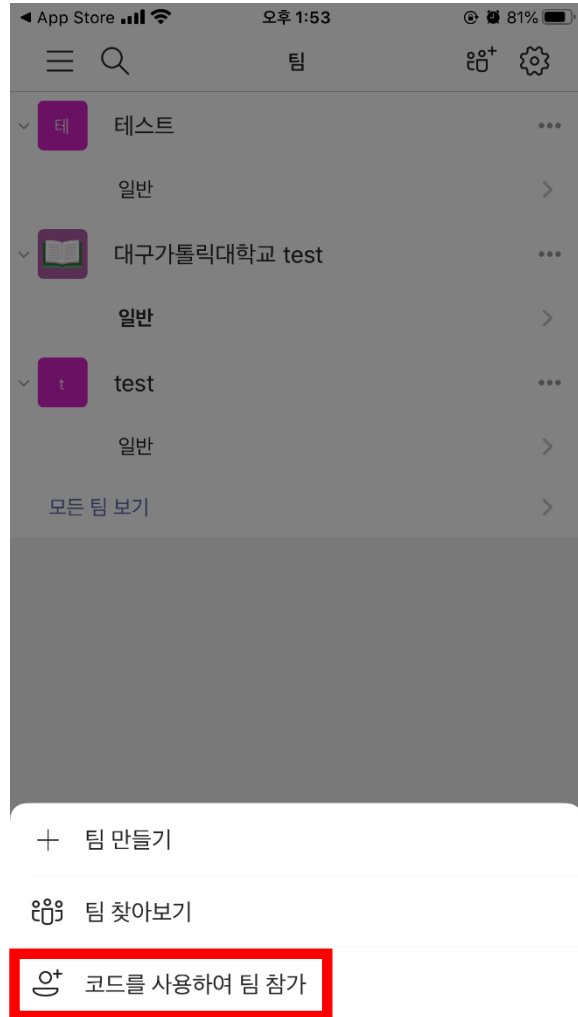 App Store 오후 1:53 81%
팀
테 테스트
일반
대구가톨릭대학교 test
일반
t test
일반
모든 팀 보기
팀 만들기
팀 찾아보기
코드를 사용하여 팀 참가